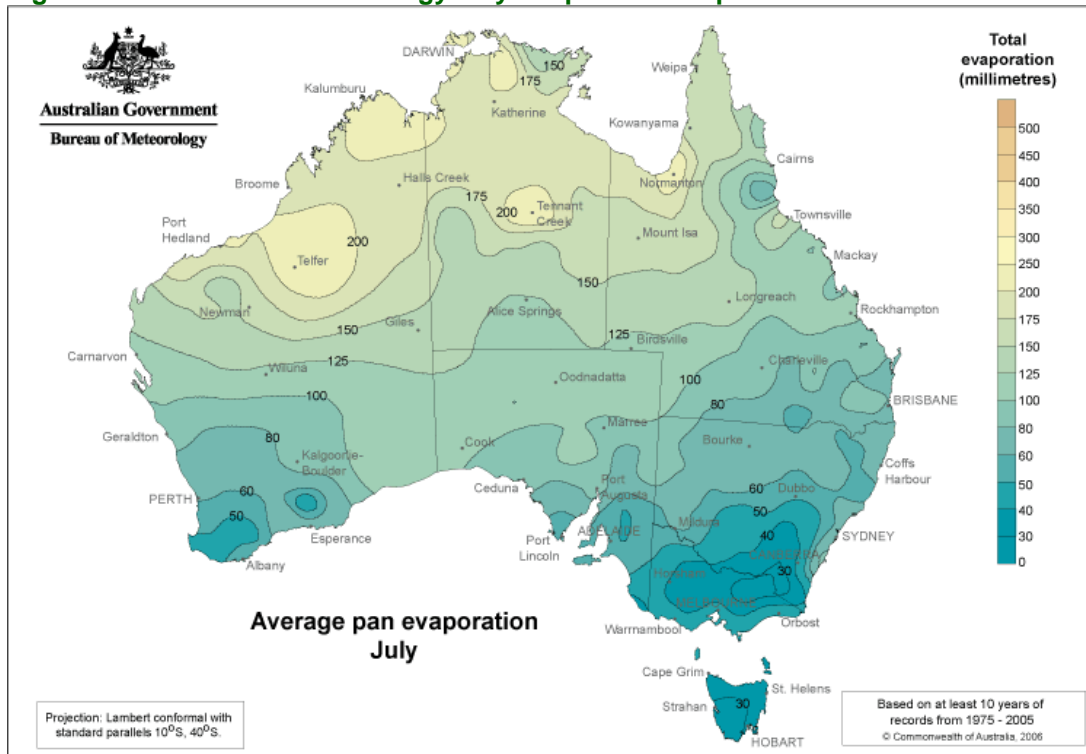 Australian Government
Bureau of Meteorology
Total
evaporation
(millimetres)
500
450
400
350
300
250
200
175
150
125
100
80
60
50
40
30
0
DARWIN
150
175
Weipa
Kalumburu
Katherine
Kowanyama
Cairns
Broome
Halls Creek
175
Normanton
200
Tennant
Creek
Townsville
Port
Hedland
200
Mount Isa
Telfer
Mackay
150
Newman
Alice Springs
Longreach
Rockhampton
150
Giles
125
Birdsville
Carnarvon
125
Wiluna
Oodnadatta
100
Charleville
100
80
BRISBANE
Geraldton
80
Marree
Bourke
Cook
Kalgoorlie-
Boulder
Coffs
Harbour
PERTH
60
Ceduna
Port
Augusta
60
Dubbo
50
50
ADELAIDE
Mildura
40
SYDNEY
Esperance
Port
Lincoln
CANBERRA
Albany
Horsham
30
MELBOURNE
Orbost
Warrnambool
Average pan evaporation
July
Cape Grim
St. Helens
Strahan
30
HOBART
Projection: Lambert conformal with
standard parallels 10⁰S, 40⁰S.
Based on at least 10 years of
records from 1975 - 2005
© Commonwealth of Australia, 2006